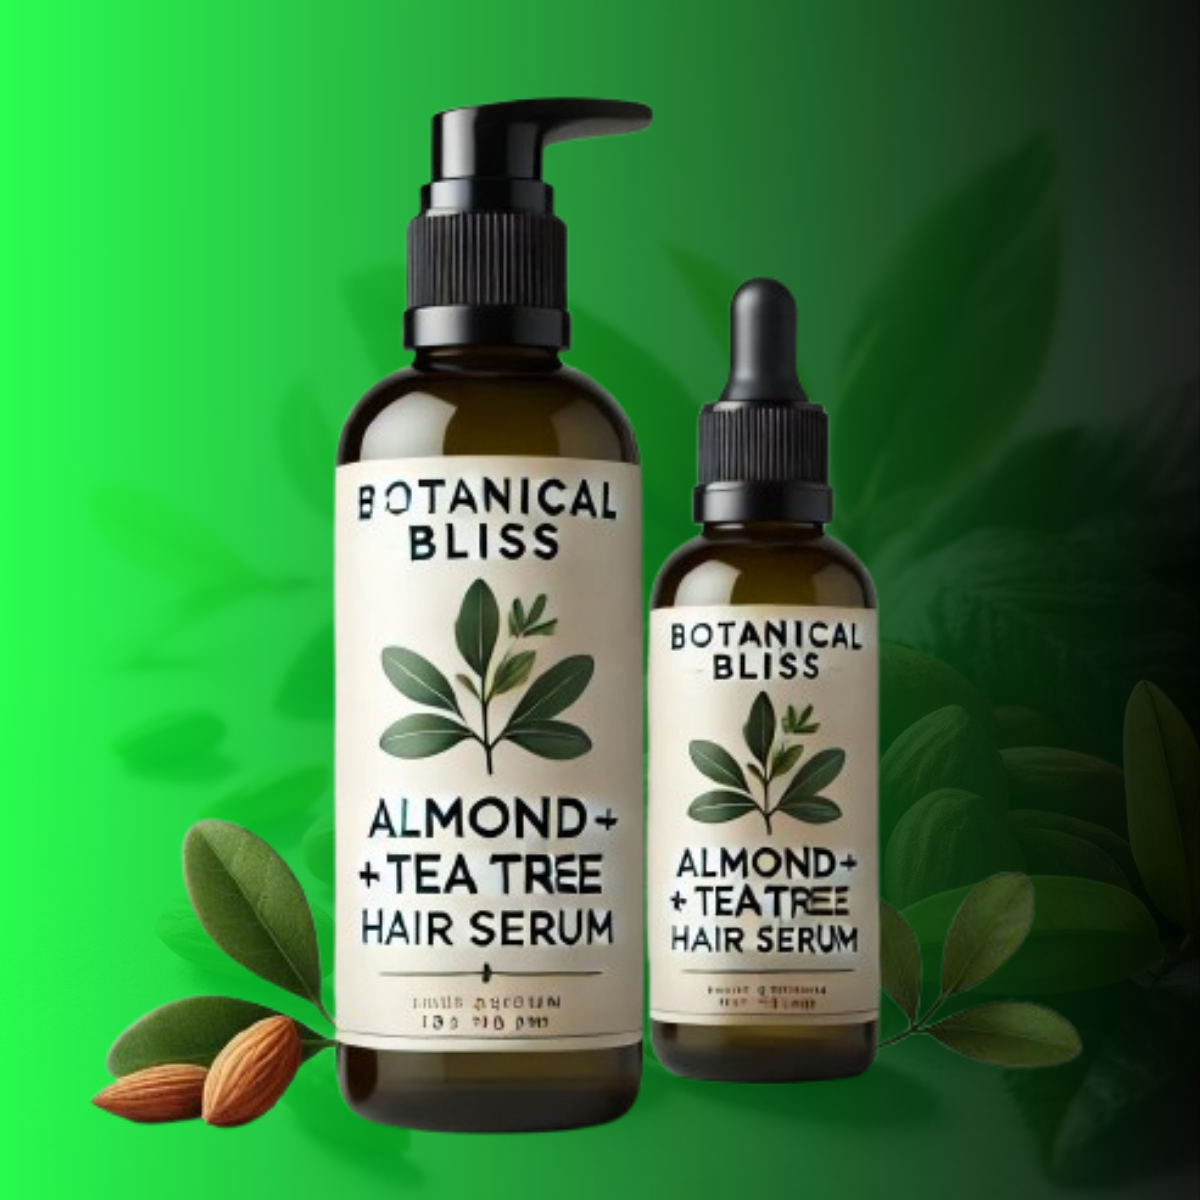 BOTANICAL
BLISS
ALMOND+
+TEA TREE
HAIR SERUM
BOTANICAL
BLISS
ALMOND+
+ TEATREE
HAIR SERUM